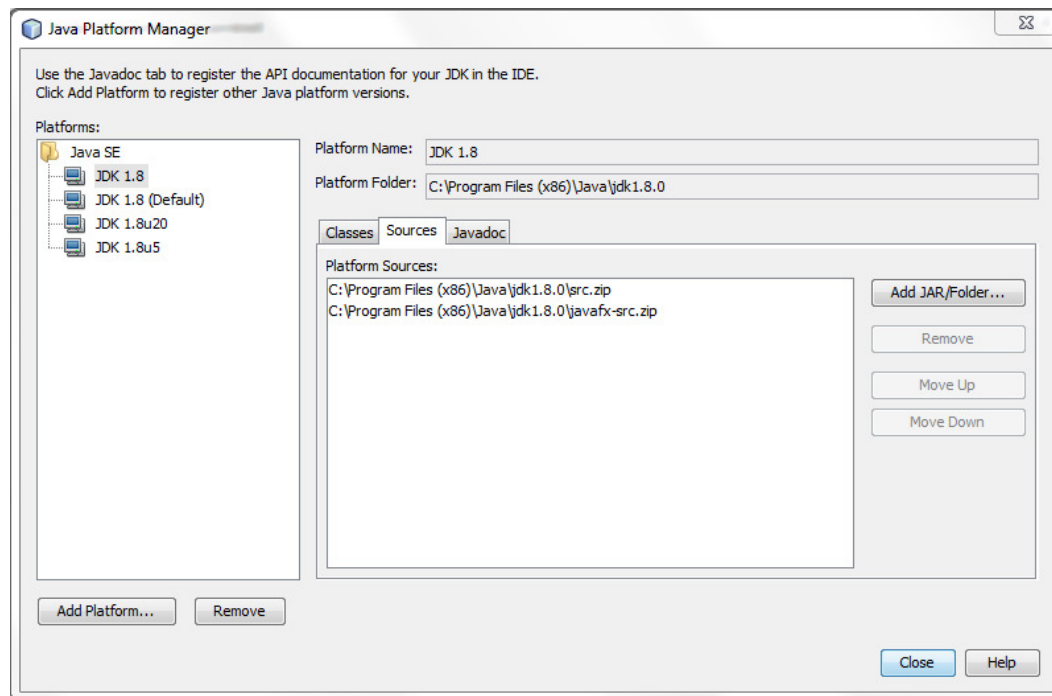 Java Platform Manager
Use the Javadoc tab to register the API documentation for your JDK in the IDE.
Click Add Platform to register other Java platform versions.
Platforms:
Java SE
JDK 1.8
JDK 1.8 (Default)
JDK 1.8u20
JDK 1.8u5
Platform Name: JDK 1.8
Platform Folder: C:\Program Files (x86)\Java\jdk1.8.0
Classes Sources Javadoc
Platform Sources:
C:\Program Files (x86)\Java\jdk1.8.0\src.zip
C:\Program Files (x86)\Java\jdk1.8.0\javafx-src.zip
Add JAR/Folder...
Remove
Move Up
Move Down
Add Platform... Remove
Close Help